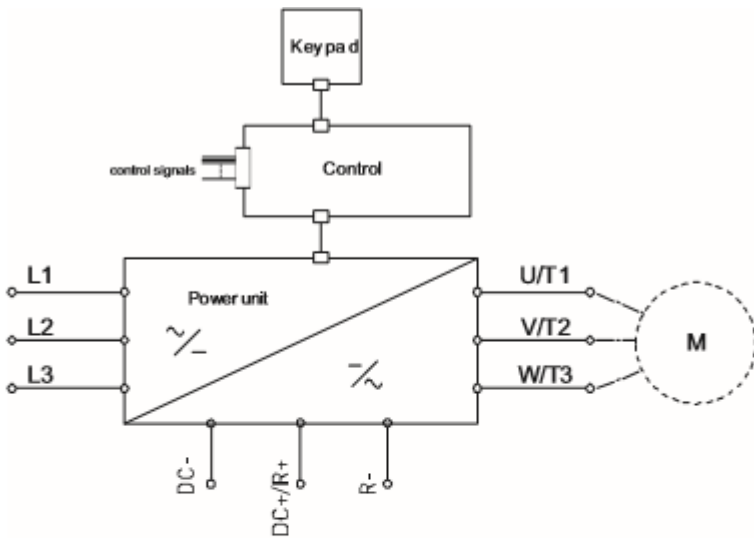 Keypad
control signals
Control
L1
L2
L3
Power unit
~/−
−/~
U/T1
V/T2
W/T3
M
DC-
DC+/R+
R-